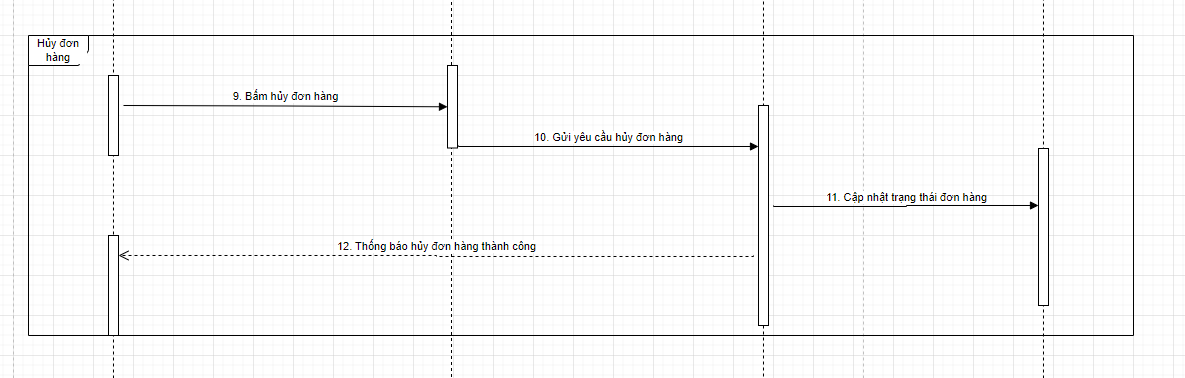 Hủy đơn
hàng
9. Bấm hủy đơn hàng
10. Gửi yêu cầu hủy đơn hàng
11. Cập nhật trạng thái đơn hàng
12. Thống báo hủy đơn hàng thành công